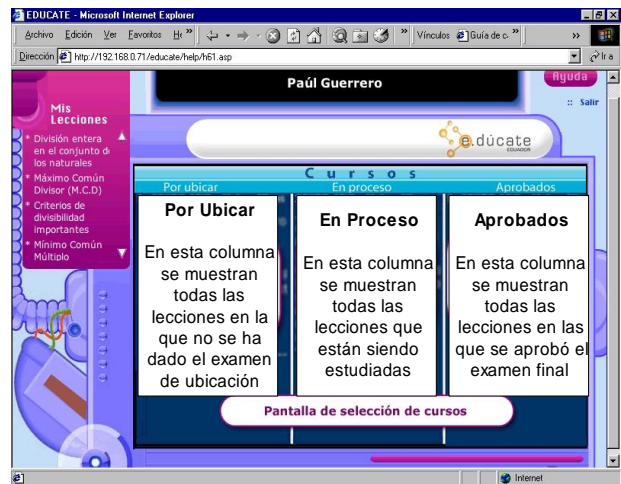 EDUCATE - Microsoft Internet Explorer
Archivo Edición Ver Favoritos
» Vínculos Guía de c. »
Dirección http://192.168.0.71/educate/help/h61.asp Ir a
Paúl Guerrero
Ayuda
:: Salir
Mis
Lecciones
* División entera
en el conjunto d
los naturales
* Máximo Común
Divisor (M.C.D)
* Criterios de
divisibilidad
importantes
* Mínimo Común
Múltiplo
e.dúcate
ECUADOR
Cursos
Por ubicar En proceso Aprobados
Por Ubicar
En esta columna
se muestran
todas las
lecciones en la
que no se ha
dado el examen
de ubicación
En Proceso
En esta columna
se muestran
todas las
lecciones que
están siendo
estudiadas
Aprobados
En esta columna
se muestran
todas las
lecciones en las
que se aprobó el
examen final
Pantalla de selección de cursos
Internet